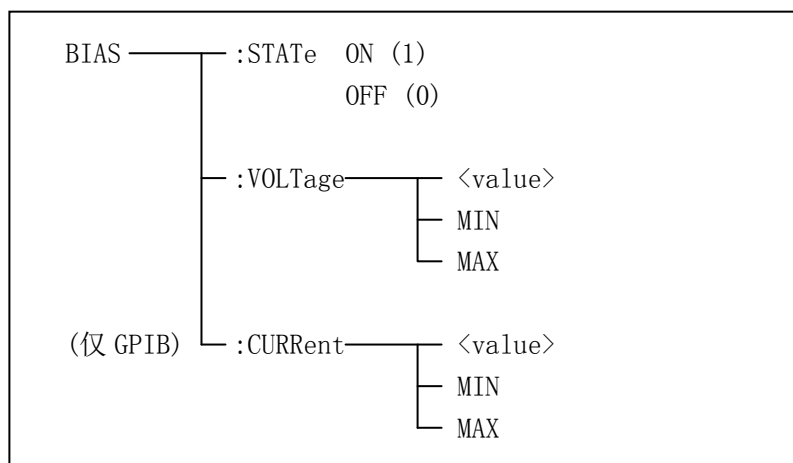 BIAS :STATe ON (1)
OFF (0)
:VOLTage <value>
MIN
MAX
(仅 GPIB) :CURRent <value>
MIN
MAX